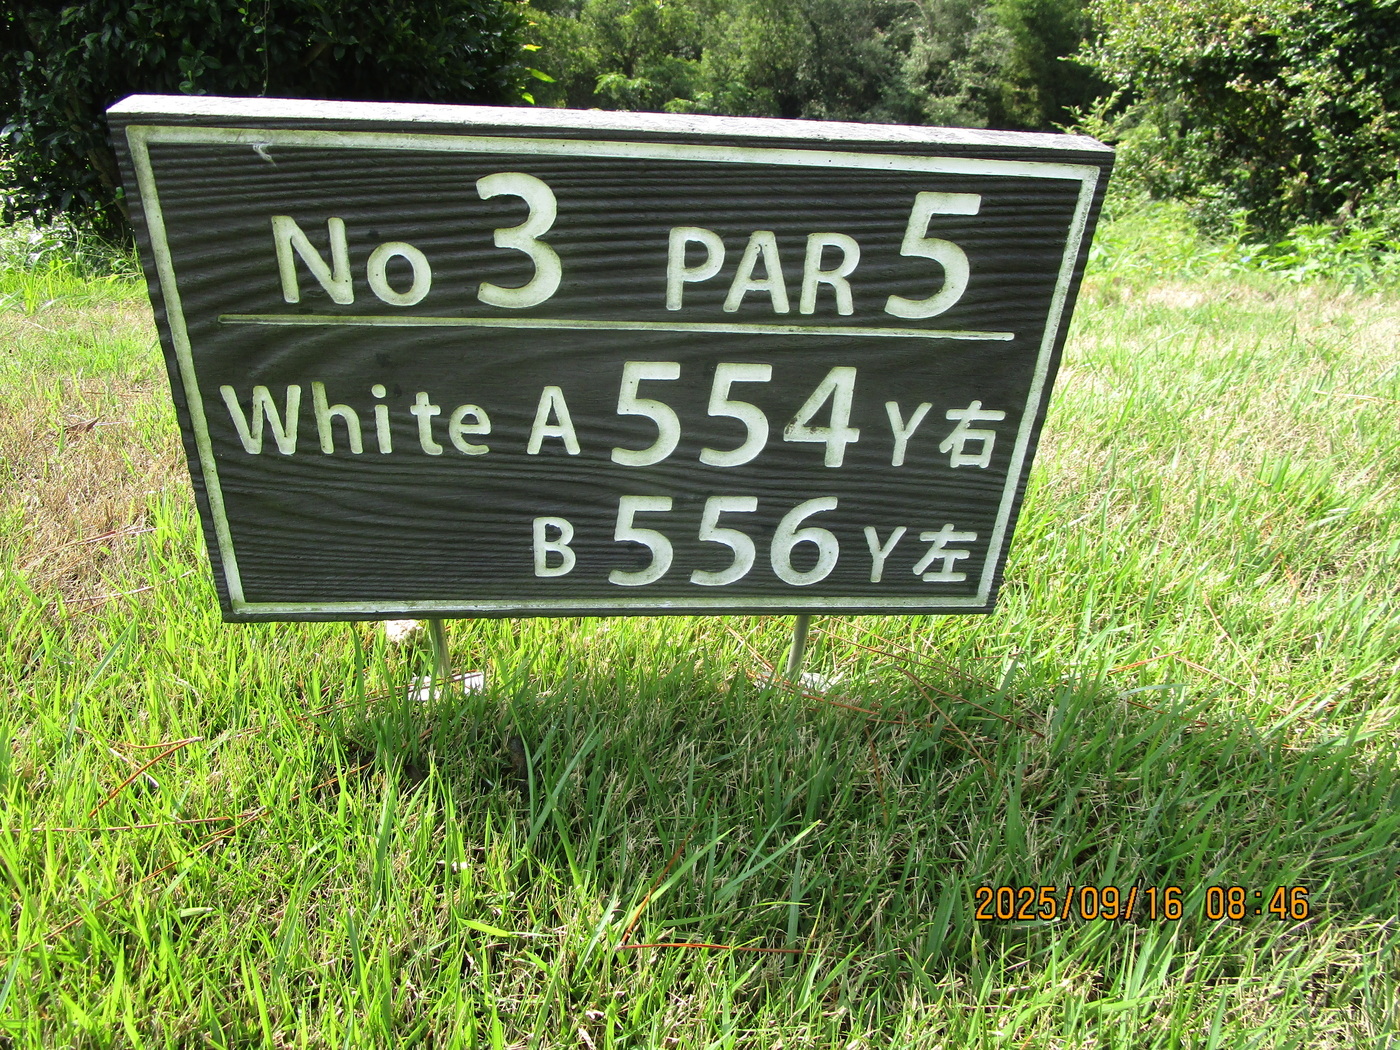 No 3 PAR 5
White A 554 Y 右
B 556 Y 左
2025/09/16 08:46